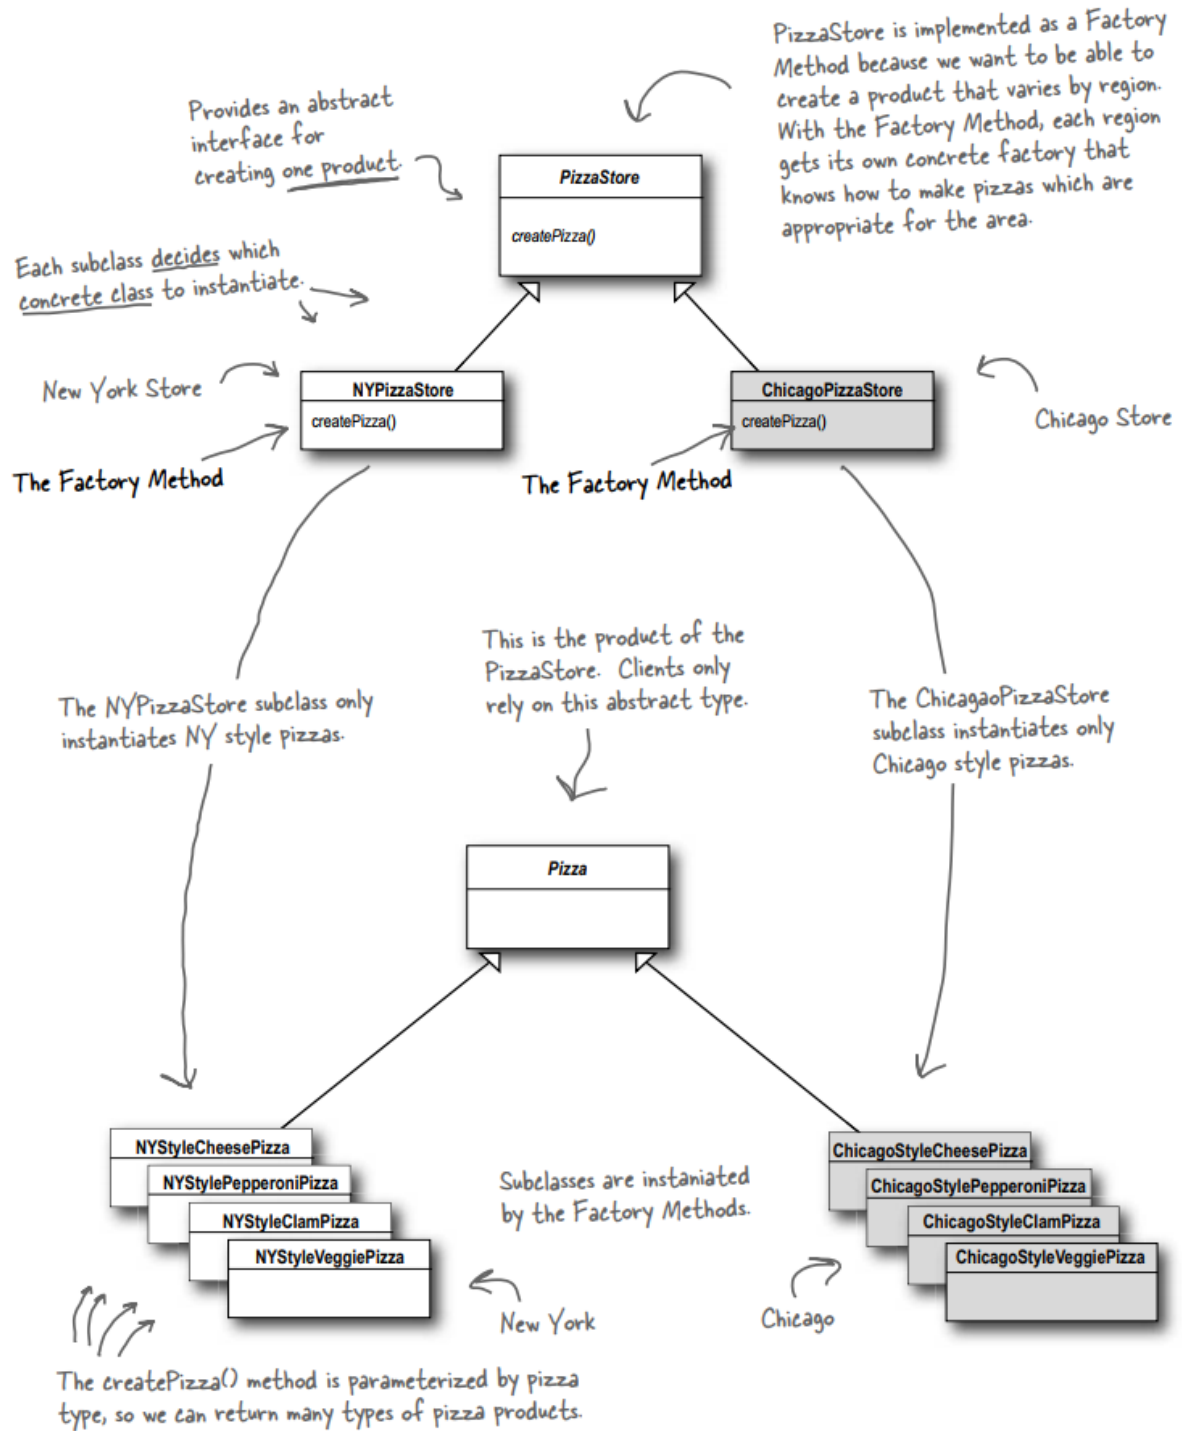 PizzaStore is implemented as a Factory
Method because we want to be able to
create a product that varies by region.
With the Factory Method, each region
gets its own concrete factory that
knows how to make pizzas which are
appropriate for the area.
Provides an abstract
interface for
creating one product.
PizzaStore
createPizza()
Each subclass decides which
concrete class to instantiate.
New York Store
NYPizzaStore
createPizza()
The Factory Method
ChicagoPizzaStore
createPizza()
Chicago Store
The Factory Method
This is the product of the
PizzaStore. Clients only
rely on this abstract type.
The NYPizzaStore subclass only
instantiates NY style pizzas.
The ChicagaoPizzaStore
subclass instantiates only
Chicago style pizzas.
Pizza
NYStyleCheesePizza
NYStylePepperoniPizza
NYStyleClamPizza
NYStyleVeggiePizza
Subclasses are instaniated
by the Factory Methods.
ChicagoStyleCheesePizza
ChicagoStylePepperoniPizza
ChicagoStyleClamPizza
ChicagoStyleVeggiePizza
New York
Chicago
The createPizza() method is parameterized by pizza
type, so we can return many types of pizza products.